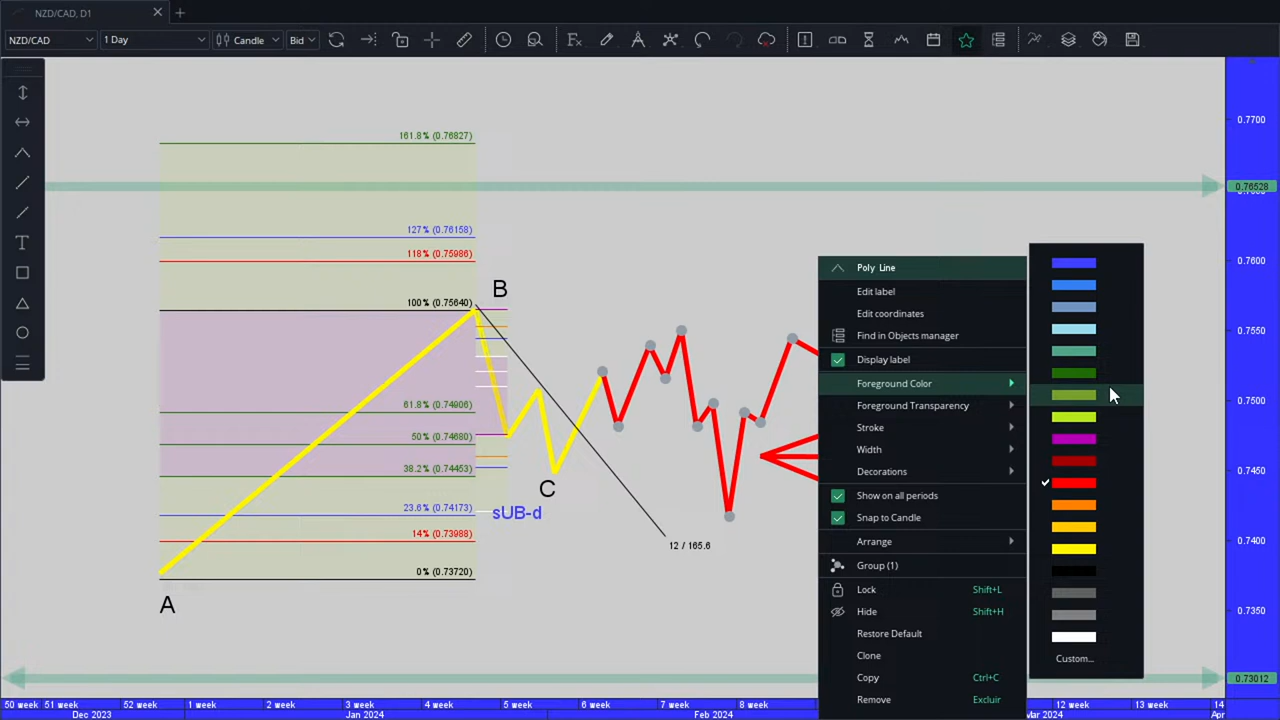 NZD/CAD, D1
NZD/CAD 1 Day Candle Bid
0.7700
161.8% (0.76827)
0.76528
127% (0.76158)
118% (0.75986)
0.7600
Poly Line
B
Edit label
100% (0.75640)
Edit coordinates
0.7550
Find in Objects manager
Display label
Foreground Color
0.7500
61.8% (0.74906)
Foreground Transparency
Stroke
50% (0.74680)
Width
38.2% (0.74453)
0.7450
Decorations
C
Show on all periods
23.6% (0.74173)
sUB-d
Snap to Candle
14% (0.73988)
0.7400
Arrange
12 / 165.6
0% (0.73720)
Group (1)
A
Lock Shift+L
Hide Shift+H
0.7350
Restore Default
Clone
Custom...
Copy Ctrl+C
0.73012
Remove Excluir
50 week 51 week 52 week 1 week 2 week 3 week 4 week 5 week 6 week 7 week 8 week 12 week 13 week 14
Dec 2023 Jan 2024 Feb 2024 Mar 2024 Apr